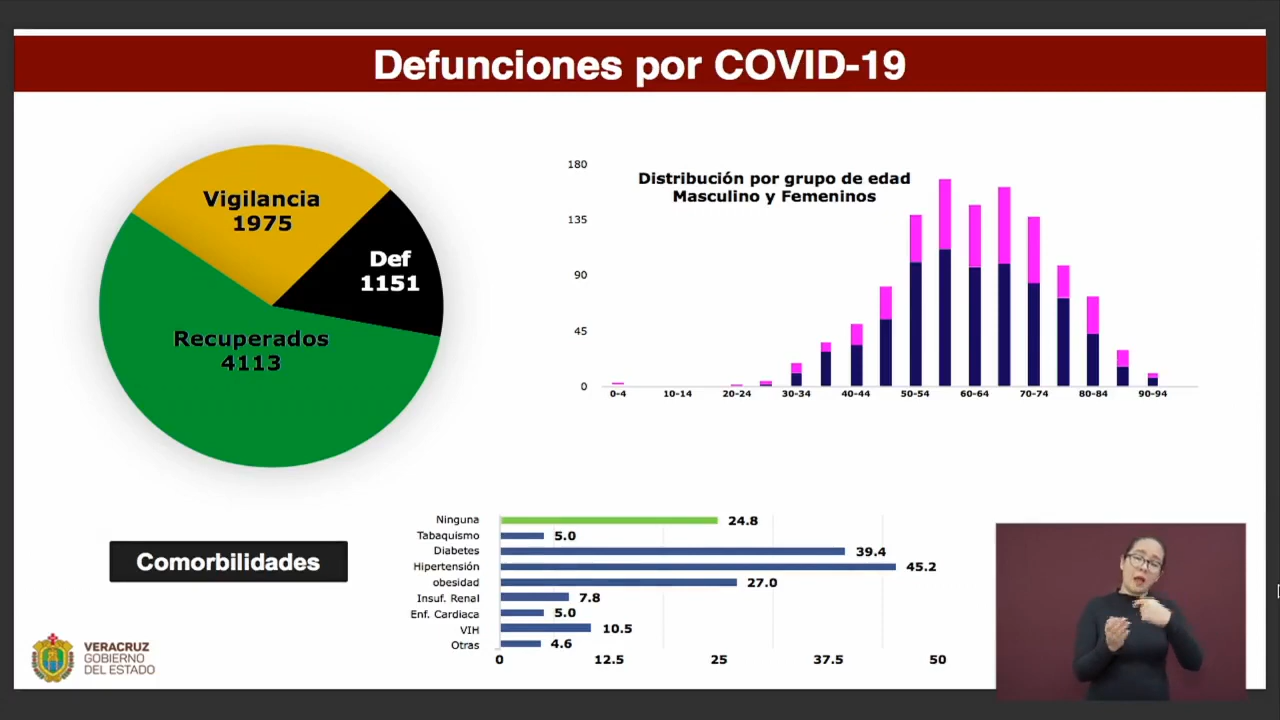 Defunciones por COVID-19
Vigilancia
1975
Def
1151
Recuperados
4113
Distribución por grupo de edad
Masculino y Femeninos
180
135
90
45
0
0-4
10-14
20-24
30-34
40-44
50-54
60-64
70-74
80-84
90-94
Comorbilidades
Ninguna 24.8
Tabaquismo 5.0
Diabetes 39.4
Hipertensión 45.2
obesidad 27.0
Insuf. Renal 7.8
Enf. Cardiaca 5.0
VIH 10.5
Otras 4.6
0 12.5 25 37.5 50
VERACRUZ
GOBIERNO
DEL ESTADO